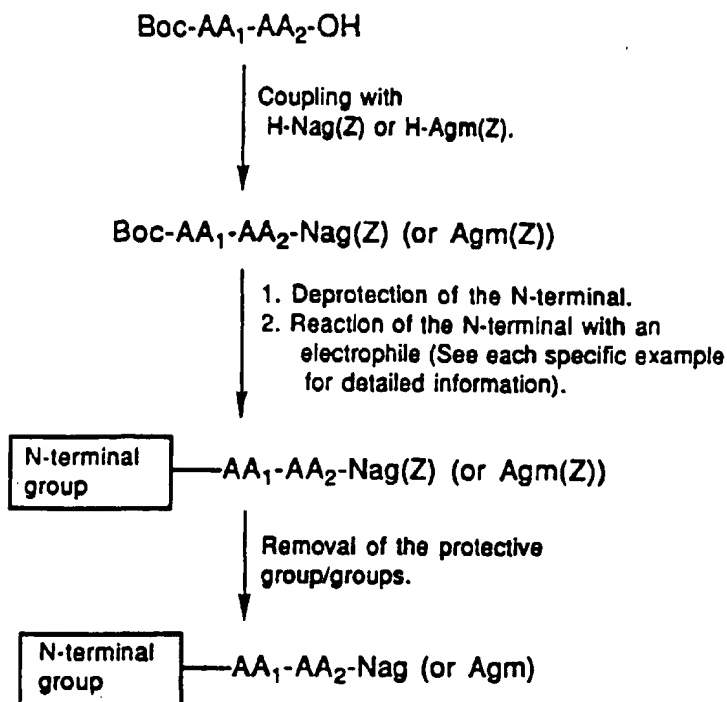 Boc-AA₁-AA₂-OH
Coupling with
H-Nag(Z) or H-Agm(Z).
Boc-AA₁-AA₂-Nag(Z) (or Agm(Z))
1. Deprotection of the N-terminal.
2. Reaction of the N-terminal with an
electrophile (See each specific example
for detailed information).
N-terminal
group
AA₁-AA₂-Nag(Z) (or Agm(Z))
Removal of the protective
group/groups.
N-terminal
group
AA₁-AA₂-Nag (or Agm)